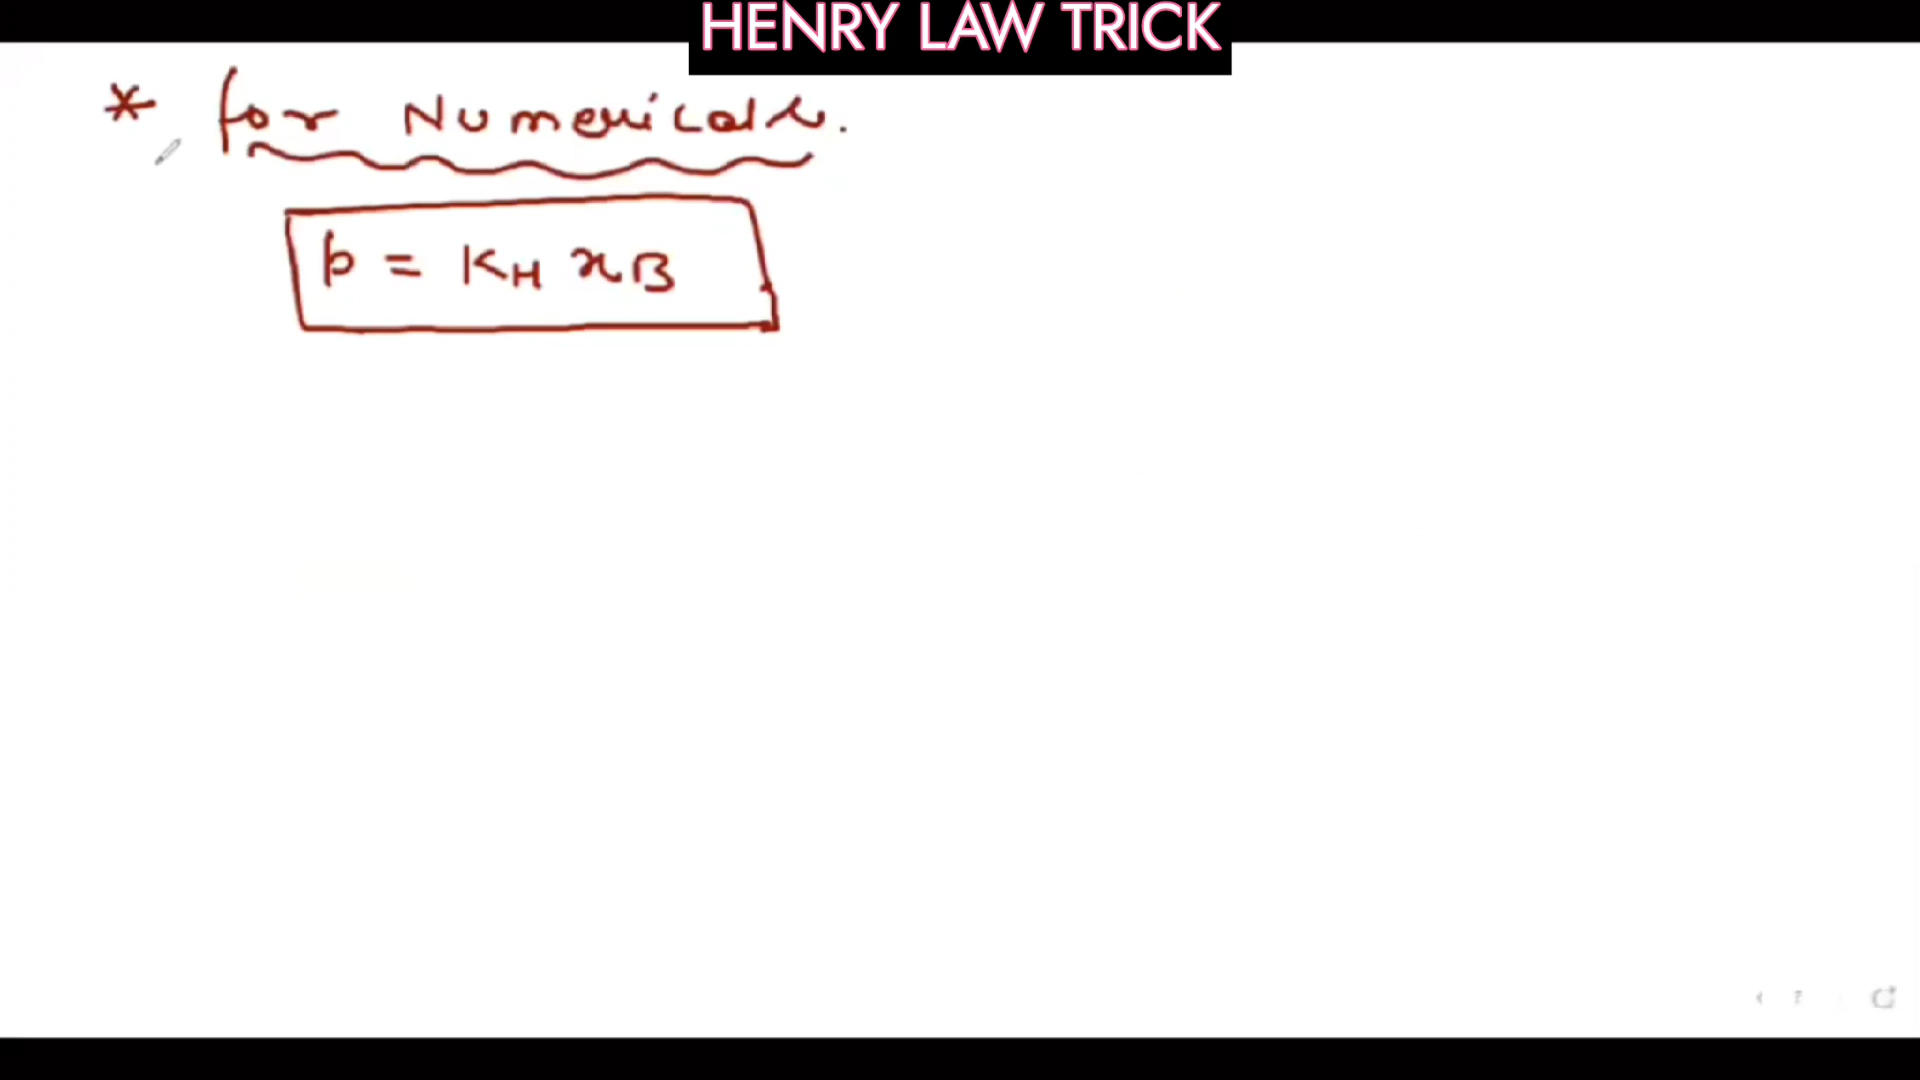 HENRY LAW TRICK
* for Numericals.
p = KH xB